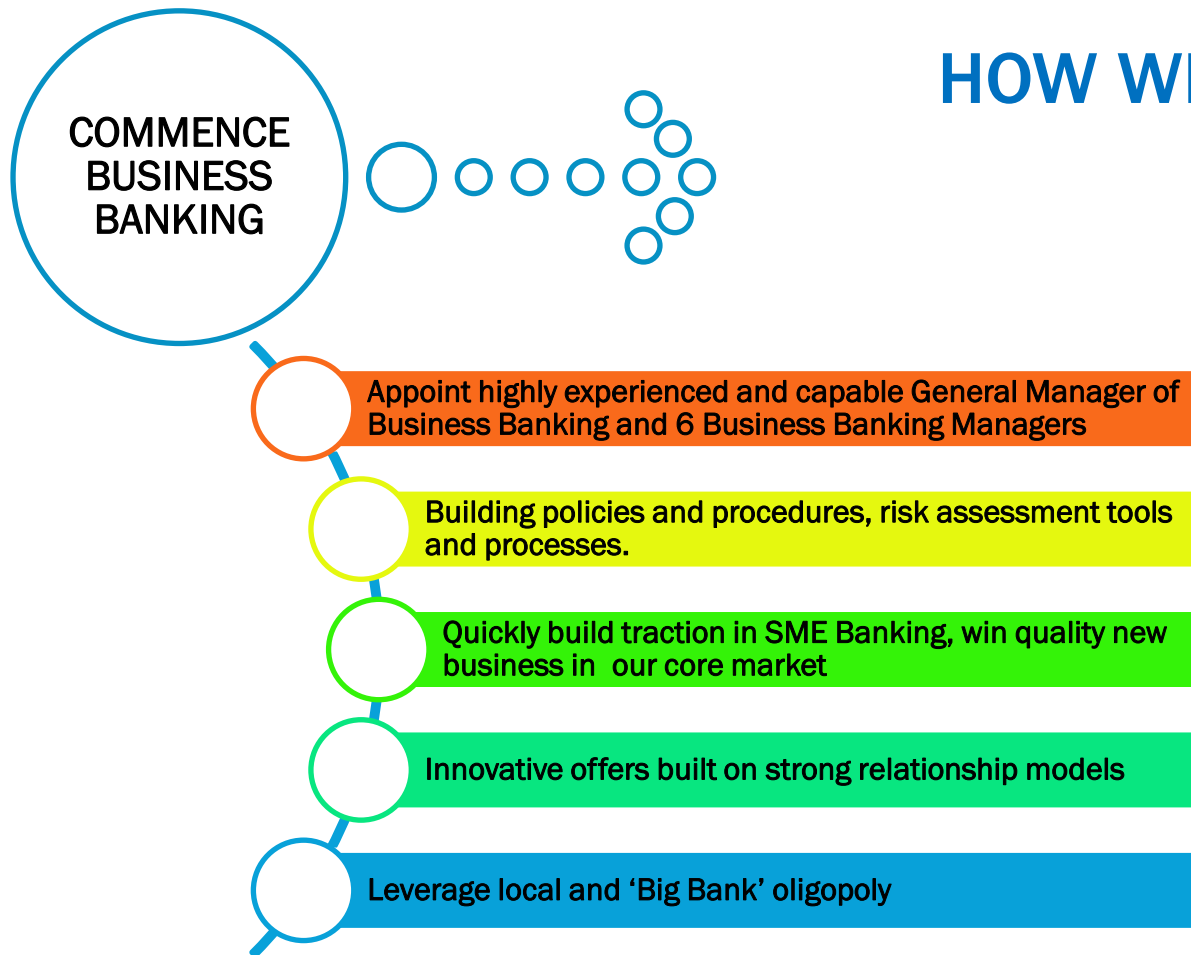 COMMENCE
BUSINESS
BANKING
HOW
Appoint highly experienced and capable General Manager of
Business Banking and 6 Business Banking Managers
Building policies and procedures, risk assessment tools
and processes.
Quickly build traction in SME Banking, win quality new
business in  our core market
Innovative offers built on strong relationship models
Leverage local and ‘Big Bank’ oligopoly